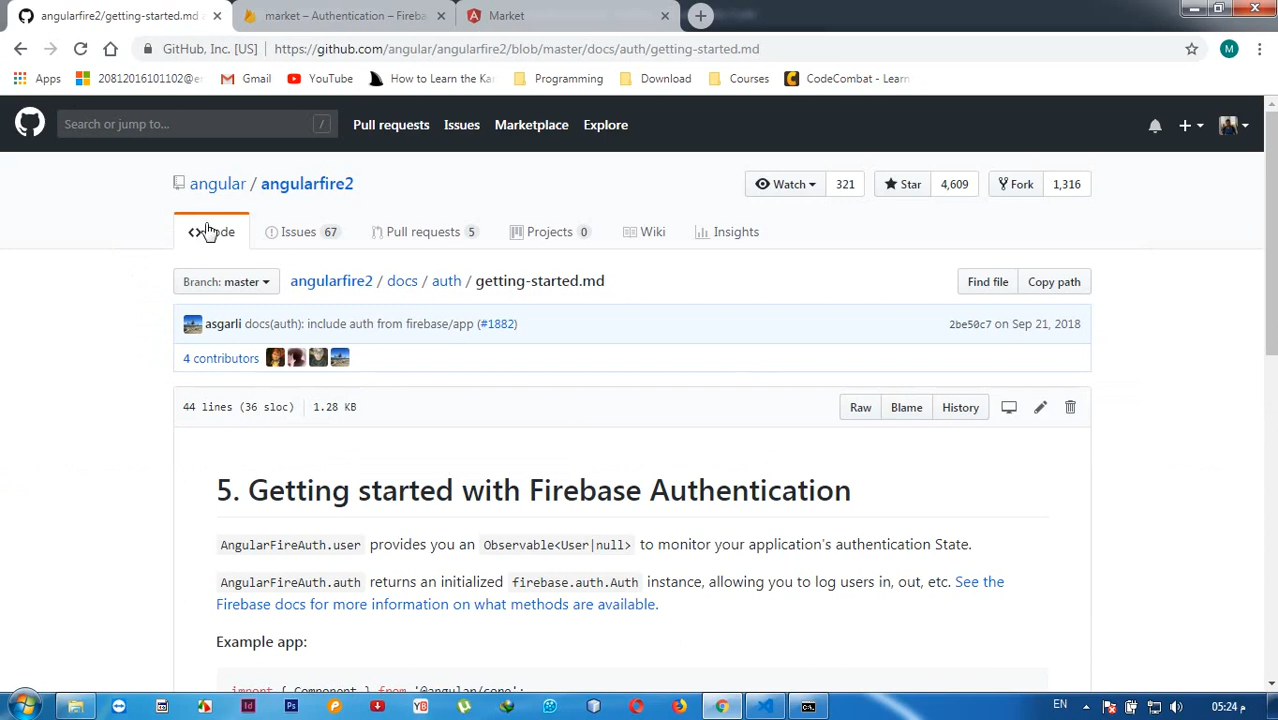 angularfire2/getting-started.md
market – Authentication – Fireba
Market
GitHub, Inc. [US]
https://github.com/angular/angularfire2/blob/master/docs/auth/getting-started.md
M
Apps
20812016101102@e
Gmail
YouTube
How to Learn the Kar
Programming
Download
Courses
CodeCombat - Learn
Search or jump to...
/
Pull requests
Issues
Marketplace
Explore
angular / angularfire2
Watch 321
Star 4,609
Fork 1,316
Issues 67
Pull requests 5
Projects 0
Wiki
Insights
Branch: master
angularfire2 / docs / auth / getting-started.md
Find file
Copy path
asgarli docs(auth): include auth from firebase/app (#1882)
2be50c7 on Sep 21, 2018
4 contributors
44 lines (36 sloc)
1.28 KB
Raw
Blame
History
5. Getting started with Firebase Authentication
AngularFireAuth.user provides you an Observable<User|null> to monitor your application's authentication State.
AngularFireAuth.auth returns an initialized firebase.auth.Auth instance, allowing you to log users in, out, etc. See the
Firebase docs for more information on what methods are available.
Example app:
import { Component } from '@angular/core';
EN
05:24 م